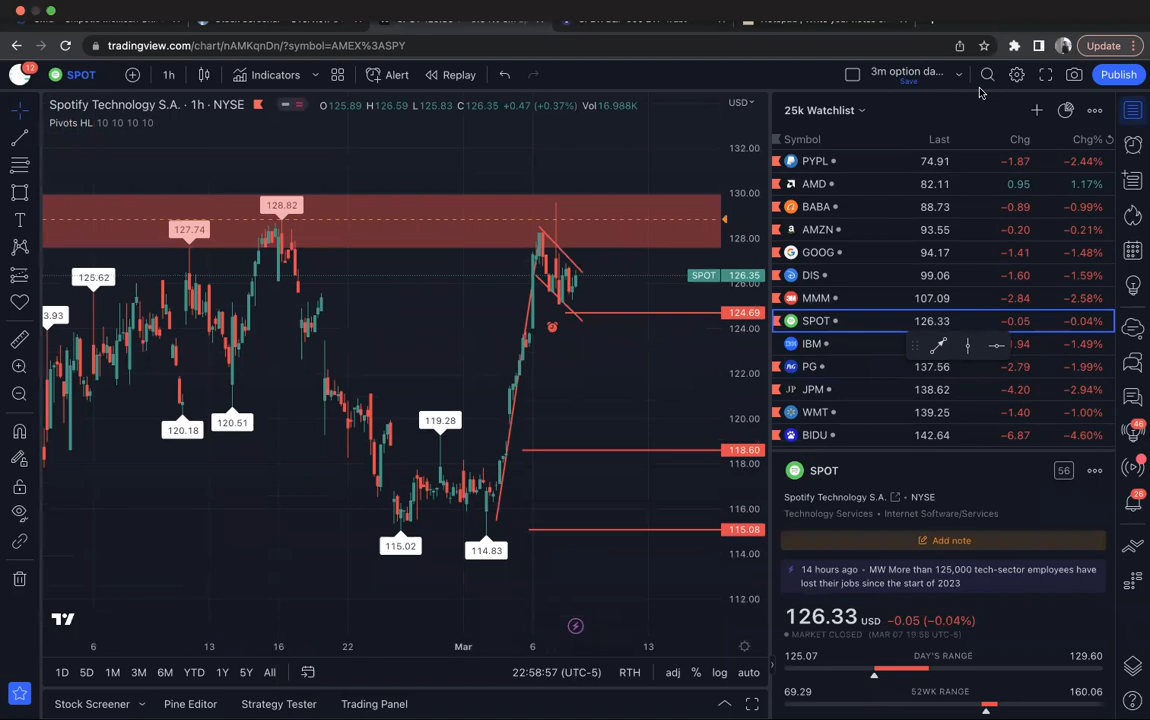 tradingview.com/chart/nAMKqnDn/?symbol=AMEX%3ASPY
Update
12
SPOT
1h
Indicators
Alert
Replay
3m option da...
Save
Publish
Spotify Technology S.A. · 1h · NYSE
O125.89 H126.59 L125.83 C126.35 +0.47 (+0.37%) Vol16.988K
USD
Pivots HL 10 10 10 10
132.00
130.00
128.00
126.00
124.00
122.00
120.00
118.00
116.00
114.00
112.00
SPOT 126.35
124.69
118.60
115.08
128.82
127.74
125.62
3.93
120.18
120.51
119.28
115.02
114.83
6
13
16
22
Mar
6
13
1D 5D 1M 3M 6M YTD 1Y 5Y All
22:58:57 (UTC-5)
RTH
adj % log auto
Stock Screener
Pine Editor
Strategy Tester
Trading Panel
25k Watchlist
Symbol Last Chg Chg%
PYPL 74.91 −1.87 −2.44%
AMD 82.11 0.95 1.17%
BABA 88.73 −0.89 −0.99%
AMZN 93.55 −0.20 −0.21%
GOOG 94.17 −1.41 −1.48%
DIS 99.06 −1.60 −1.59%
MMM 107.09 −2.84 −2.58%
SPOT 126.33 −0.05 −0.04%
IBM 1.94 −1.49%
PG 137.56 −2.79 −1.99%
JPM 138.62 −4.20 −2.94%
WMT 139.25 −1.40 −1.00%
BIDU 142.64 −6.87 −4.60%
SPOT
56
Spotify Technology S.A. • NYSE
Technology Services • Internet Software/Services
Add note
14 hours ago • MW More than 125,000 tech-sector employees have
lost their jobs since the start of 2023
126.33 USD −0.05 (−0.04%)
MARKET CLOSED (MAR 07 19:58 UTC-5)
125.07 DAY'S RANGE 129.60
69.29 52WK RANGE 160.06
46
26